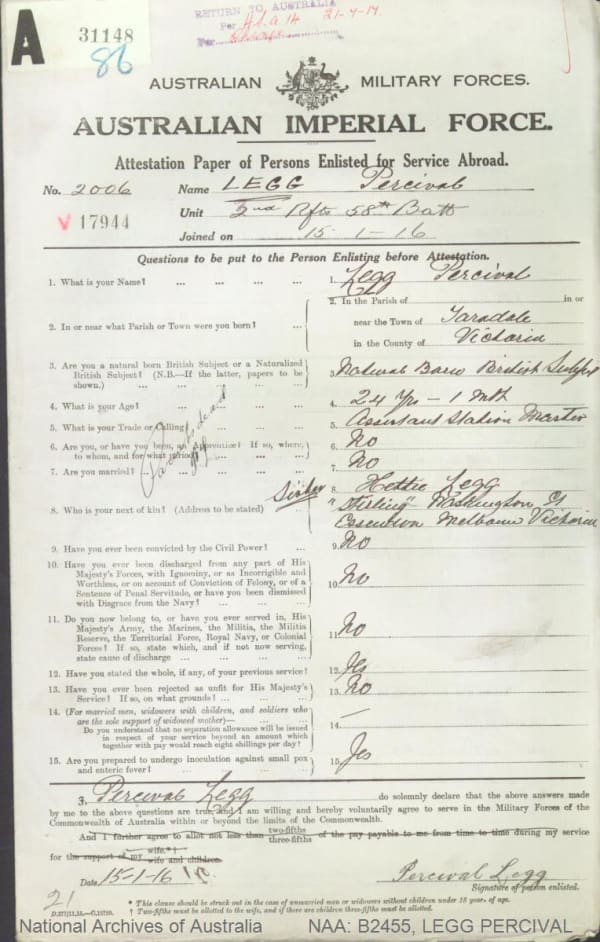 RETURN TO AUSTRALIA
Per H.S.A 14 21-7-17.
Per
A
31148
86
AUSTRALIAN MILITARY FORCES.
AUSTRALIAN IMPERIAL FORCE.
Attestation Paper of Persons Enlisted for Service Abroad.
No. 2006 Name LEGG Percival
V 17944 Unit 2nd Rfts 58th Batt
Joined on 15-1-16
Questions to be put to the Person Enlisting before Attestation.
1. What is your Name? ... ... ... ... 1. Legg Percival
2. In or near what Parish or Town were you born? ... 2. In the Parish of in or
near the Town of Taradale
in the County of Victoria
3. Are you a natural born British Subject or a Naturalized
British Subject? (N.B.—If the latter, papers to be
shown.) ... ... ... ... ... 3. Natural Born British Subject
4. What is your Age? ... ... ... ... 4. 24 Yrs - 1 Mth
5. What is your Trade or Calling? ... ... ... 5. Assistant Station Master
6. Are you, or have you been, an Apprentice? If so, where,
to whom, and for what period? ... ... ... 6. No
7. Are you married? ... ... ... ... 7. No
Parents dead
8. Who is your next of kin? (Address to be stated) ... Sister 8. Hettie Legg
"Stirling" Washington St
Essendon Melbourne Victoria
9. Have you ever been convicted by the Civil Power? ... 9. No
10. Have you ever been discharged from any part of His
Majesty's Forces, with Ignominy, or as Incorrigible and
Worthless, or on account of Conviction of Felony, or of a
Sentence of Penal Servitude, or have you been dismissed
with Disgrace from the Navy? ... ... ... 10. No
11. Do you now belong to, or have you ever served in, His
Majesty's Army, the Marines, the Militia, the Militia
Reserve, the Territorial Force, Royal Navy, or Colonial
Forces? If so, state which, and if not now serving,
state cause of discharge ... ... ... ... 11. No
12. Have you stated the whole, if any, of your previous service? 12. Yes
13. Have you ever been rejected as unfit for His Majesty's
Service? If so, on what grounds? ... ... ... 13. No
14. (For married men, widowers with children, and soldiers who
are the sole support of widowed mother)— ... ...
Do you understand that no separation allowance will be issued
in respect of your service beyond an amount which
together with pay would reach eight shillings per day? 14. —
15. Are you prepared to undergo inoculation against small pox
and enteric fever? ... ... ... ... 15. Yes
I, Percival Legg do solemnly declare that the above answers made
by me to the above questions are true, and I am willing and hereby voluntarily agree to serve in the Military Forces of the
Commonwealth of Australia within or beyond the limits of the Commonwealth.
And I further agree to allot not less than two-fifths three-fifths of the pay payable to me from time to time during my service
for the support of my wife.*† wife and children.
Date 15-1-16 Percival Legg
Signature of person enlisted.
21
* This clause should be struck out in the case of unmarried men or widowers without children under 18 years of age.
† Two-fifths must be allotted to the wife, and if there are children three-fifths must be allotted.
National Archives of Australia NAA: B2455, LEGG PERCIVAL